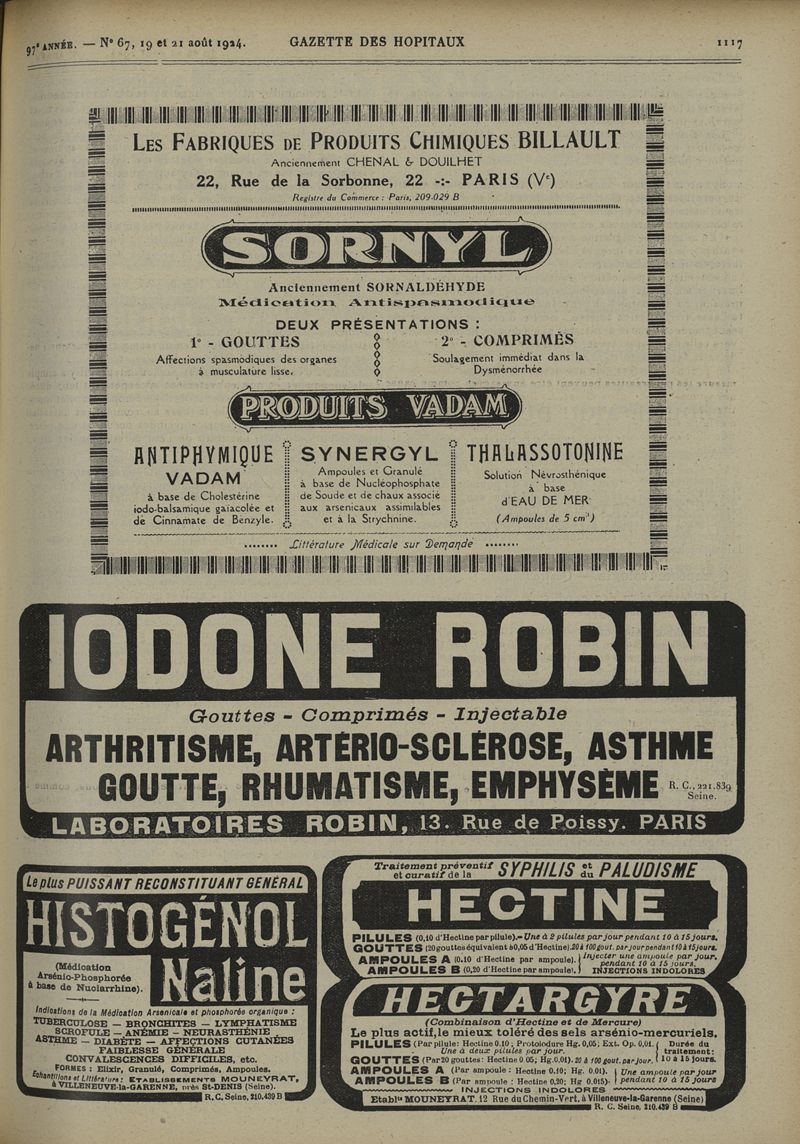 97e ANNÉE. — N° 67, 19 et 21 août 1924.
GAZETTE DES HOPITAUX
1117
LES FABRIQUES DE PRODUITS CHIMIQUES BILLAULT
Anciennement CHENAL & DOUILHET
22, Rue de la Sorbonne, 22 -:- PARIS (Ve)
Registre du Commerce : Paris, 209-029 B
SORNYL
Anciennement SORNALDÉHYDE
Médication Antispasmodique
DEUX PRÉSENTATIONS :
1° - GOUTTES
Affections spasmodiques des organes
à musculature lisse.
2° - COMPRIMÉS
Soulagement immédiat dans la
Dysménorrhée
PRODUITS VADAM
ANTIPHYMIQUE
VADAM
à base de Cholestérine
iodo-balsamique gaïacolée et
de Cinnamate de Benzyle.
SYNERGYL
Ampoules et Granulé
à base de Nucléophosphate
de Soude et de chaux associé
aux arsenicaux assimilables
et à la Strychnine.
THALASSOTONINE
Solution Névrosthénique
à base
d'EAU DE MER
(Ampoules de 5 cm³)
........ Littérature Médicale sur Demande ........
IODONE ROBIN
Gouttes - Comprimés - Injectable
ARTHRITISME, ARTÉRIO-SCLÉROSE, ASTHME
GOUTTE, RHUMATISME, EMPHYSÈME
R. C., 221.839
Seine.
LABORATOIRES ROBIN, 13. Rue de Poissy. PARIS
Le plus PUISSANT RECONSTITUANT GÉNÉRAL
HISTOGÉNOL
Naline
(Médication
Arsénio-Phosphorée
à base de Nuclarrhine).
Indications de la Médication Arsenicale et phosphorée organique :
TUBERCULOSE — BRONCHITES — LYMPHATISME
SCROFULE — ANÉMIE — NEURASTHÉNIE
ASTHME — DIABÈTE — AFFECTIONS CUTANÉES
FAIBLESSE GÉNÉRALE
CONVALESCENCES DIFFICILES, etc.
FORMES : Elixir, Granulé, Comprimés, Ampoules.
Echantillons et Littérature : ETABLISSEMENTS MOUNEYRAT,
à VILLENEUVE-la-GARENNE, près St-DENIS (Seine).
R.C. Seine, 210.439 B
Traitement préventif et curatif de la SYPHILIS et du PALUDISME
HECTINE
PILULES (0,10 d'Hectine par pilule).- Une à 2 pilules par jour pendant 10 à 15 jours.
GOUTTES (20 gouttes équivalent à 0,05 d'Hectine). 20 à 100 gout. par jour pendant 10 à 15 jours.
AMPOULES A (0,10 d'Hectine par ampoule).
AMPOULES B (0,20 d'Hectine par ampoule).
Injecter une ampoule par jour,
pendant 10 à 15 jours.
INJECTIONS INDOLORES
HECTARGYRE
(Combinaison d'Hectine et de Mercure)
Le plus actif, le mieux toléré des sels arsénio-mercuriels.
PILULES (Par pilule: Hectine 0.10; Protoiodure Hg. 0,05; Ext. Op. 0,01.
Une à deux pilules par jour.
GOUTTES (Par 20 gouttes: Hectine 0 05; Hg. 0,01). 20 à 100 gout. par jour.
Durée du
traitement:
10 à 15 jours.
AMPOULES A (Par ampoule : Hectine 0,10; Hg. 0.01).
AMPOULES B (Par ampoule : Hectine 0,20; Hg 0.015).
Une ampoule par jour
pendant 10 à 15 jours
INJECTIONS INDOLORES
Etablts MOUNEYRAT. 12 Rue du Chemin-Vert, à Villeneuve-la-Garenne (Seine)
R. C. Seine, 210.439 B